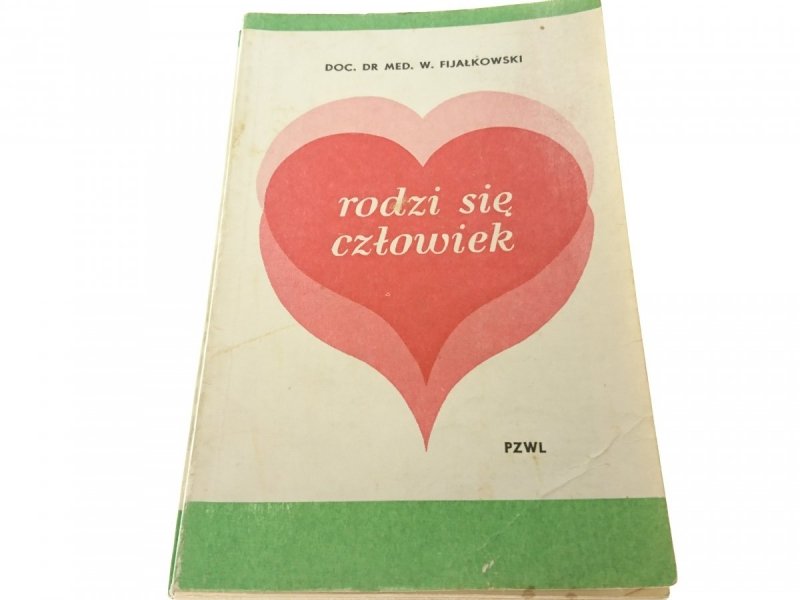 DOC. DR MED. W. FIJAŁKOWSKI
rodzi się
człowiek
PZWL